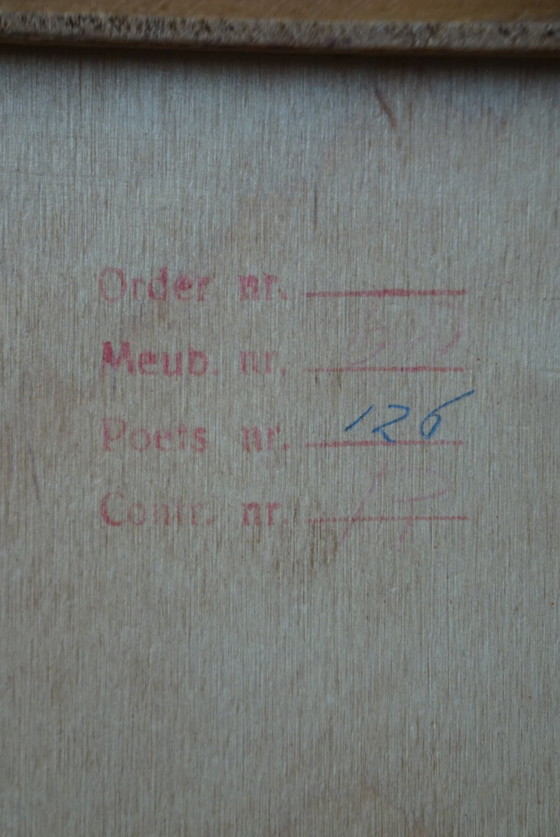 Order nr.
Meub. nr.
Poets nr. 126
Contr. nr.